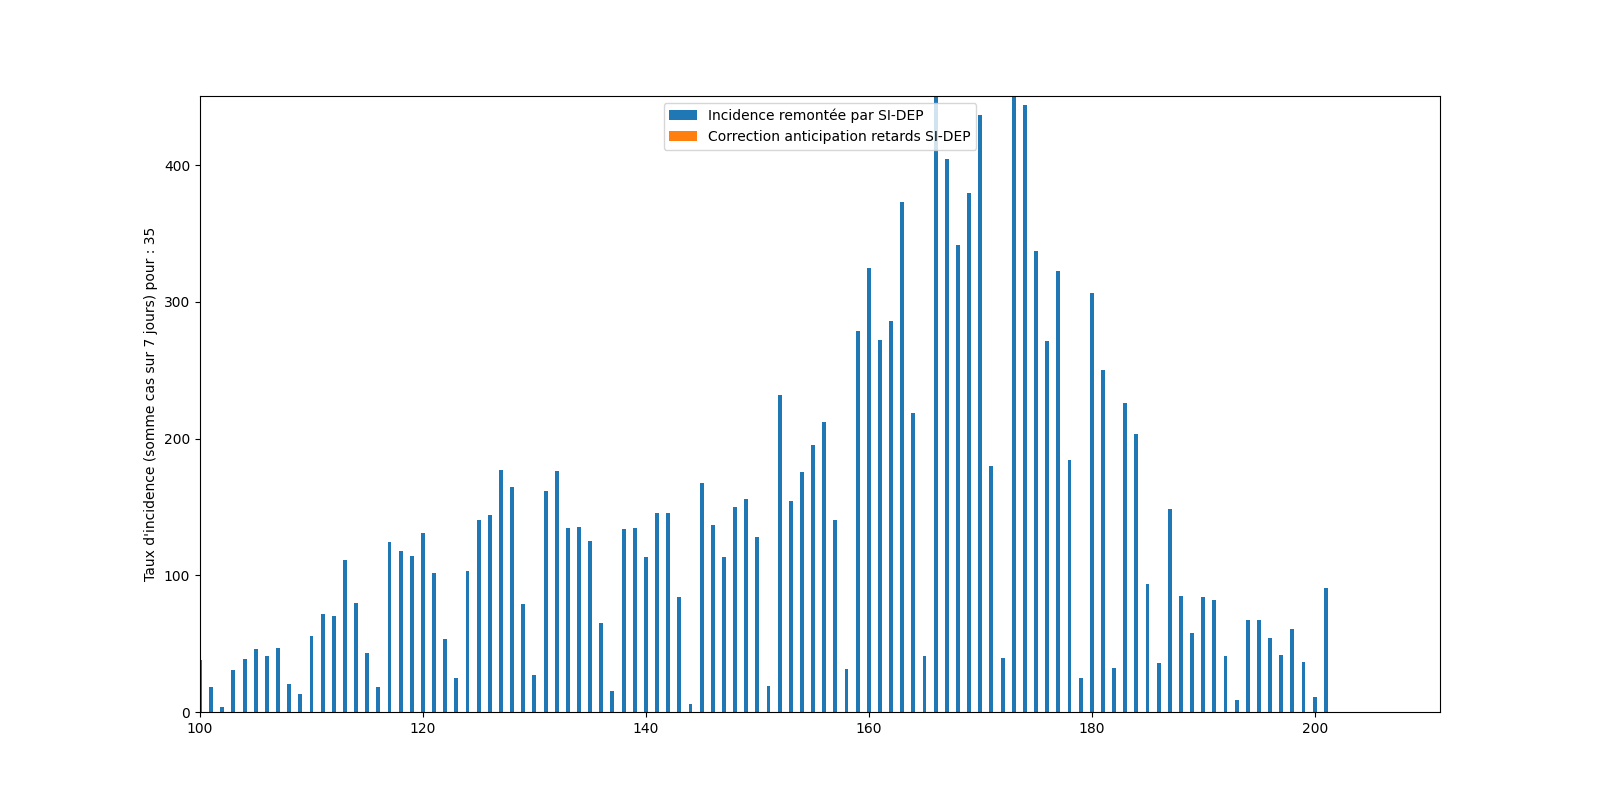 Incidence remontée par SI-DEP
Correction anticipation retards SI-DEP
Taux d'incidence (somme cas sur 7 jours) pour : 35
400
300
200
100
0
100 120 140 160 180 200